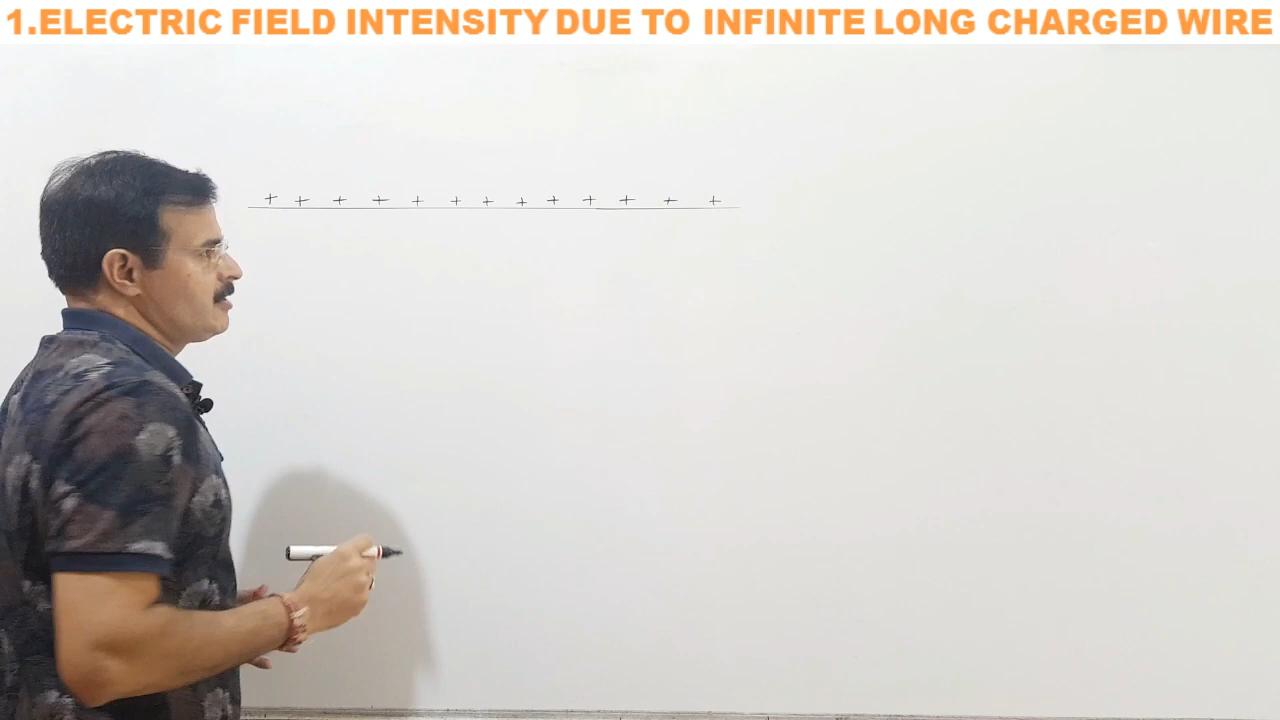 1.ELECTRIC FIELD INTENSITY DUE TO INFINITE LONG CHARGED WIRE
+ + + + + + + + + + + + +